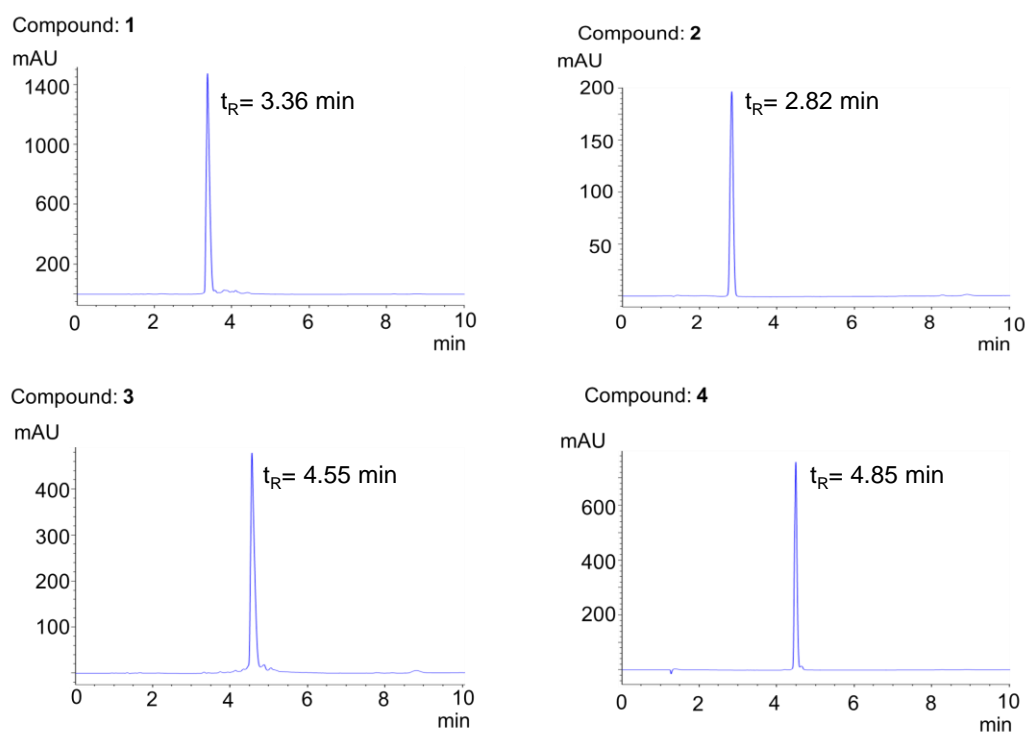 Compound: 1
mAU
1400
1000
600
200
tR= 3.36 min
0 2 4 6 8 10
min
Compound: 2
mAU
200
150
100
50
tR= 2.82 min
0 2 4 6 8 10
min
Compound: 3
mAU
400
300
200
100
tR= 4.55 min
0 2 4 6 8 10
min
Compound: 4
mAU
600
400
200
tR= 4.85 min
0 2 4 6 8 10
min